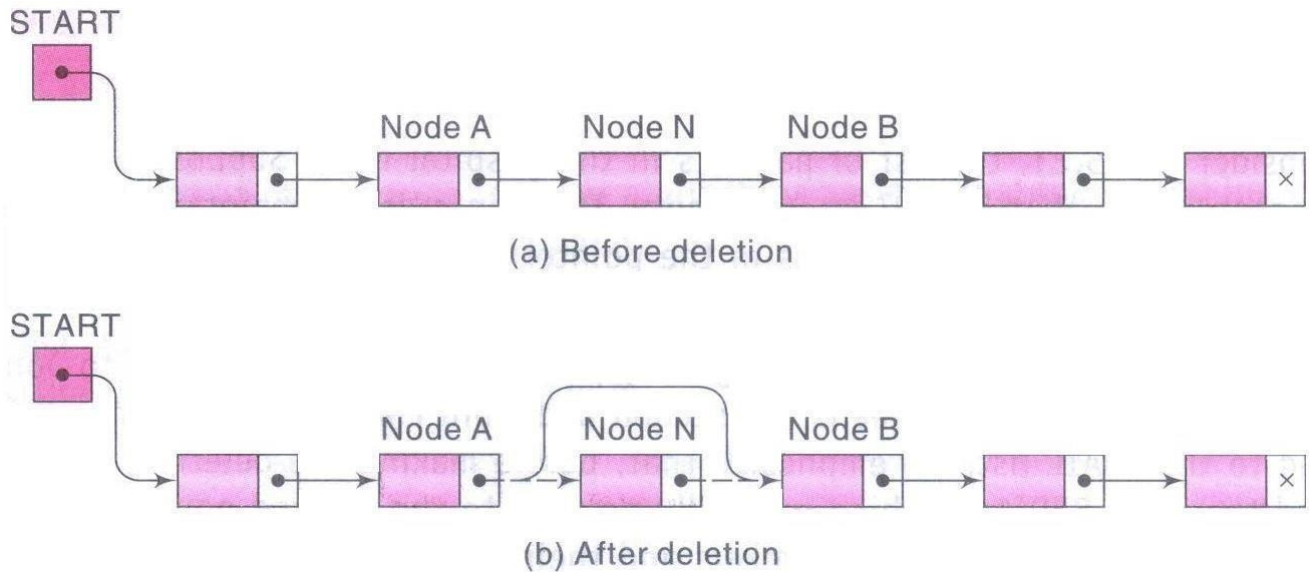 START
Node A Node N Node B
×
(a) Before deletion
START
Node A Node N Node B
×
(b) After deletion